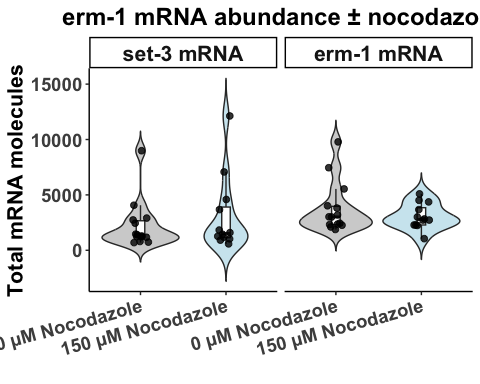 erm-1 mRNA abundance ± nocodazo
set-3 mRNA
erm-1 mRNA
Total mRNA molecules
15000
10000
5000
0
0 µM Nocodazole
150 µM Nocodazole
0 µM Nocodazole
150 µM Nocodazole